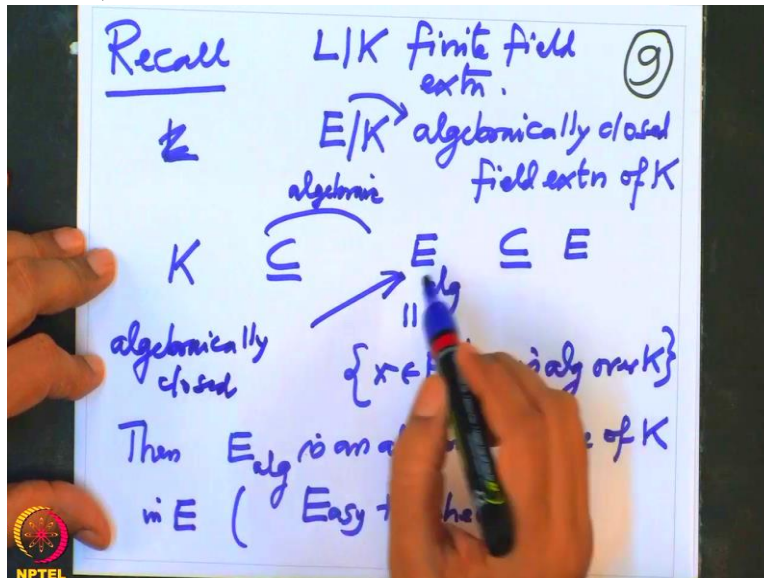 Recall L|K finite field
extn. 9
E|K algebraically closed
algebraic field extn of K
K ⊆ E alg ⊆ E
||
algebraically
closed {x ∈ alg over K}
Then E alg is an of K
in E ( Easy
NPTEL